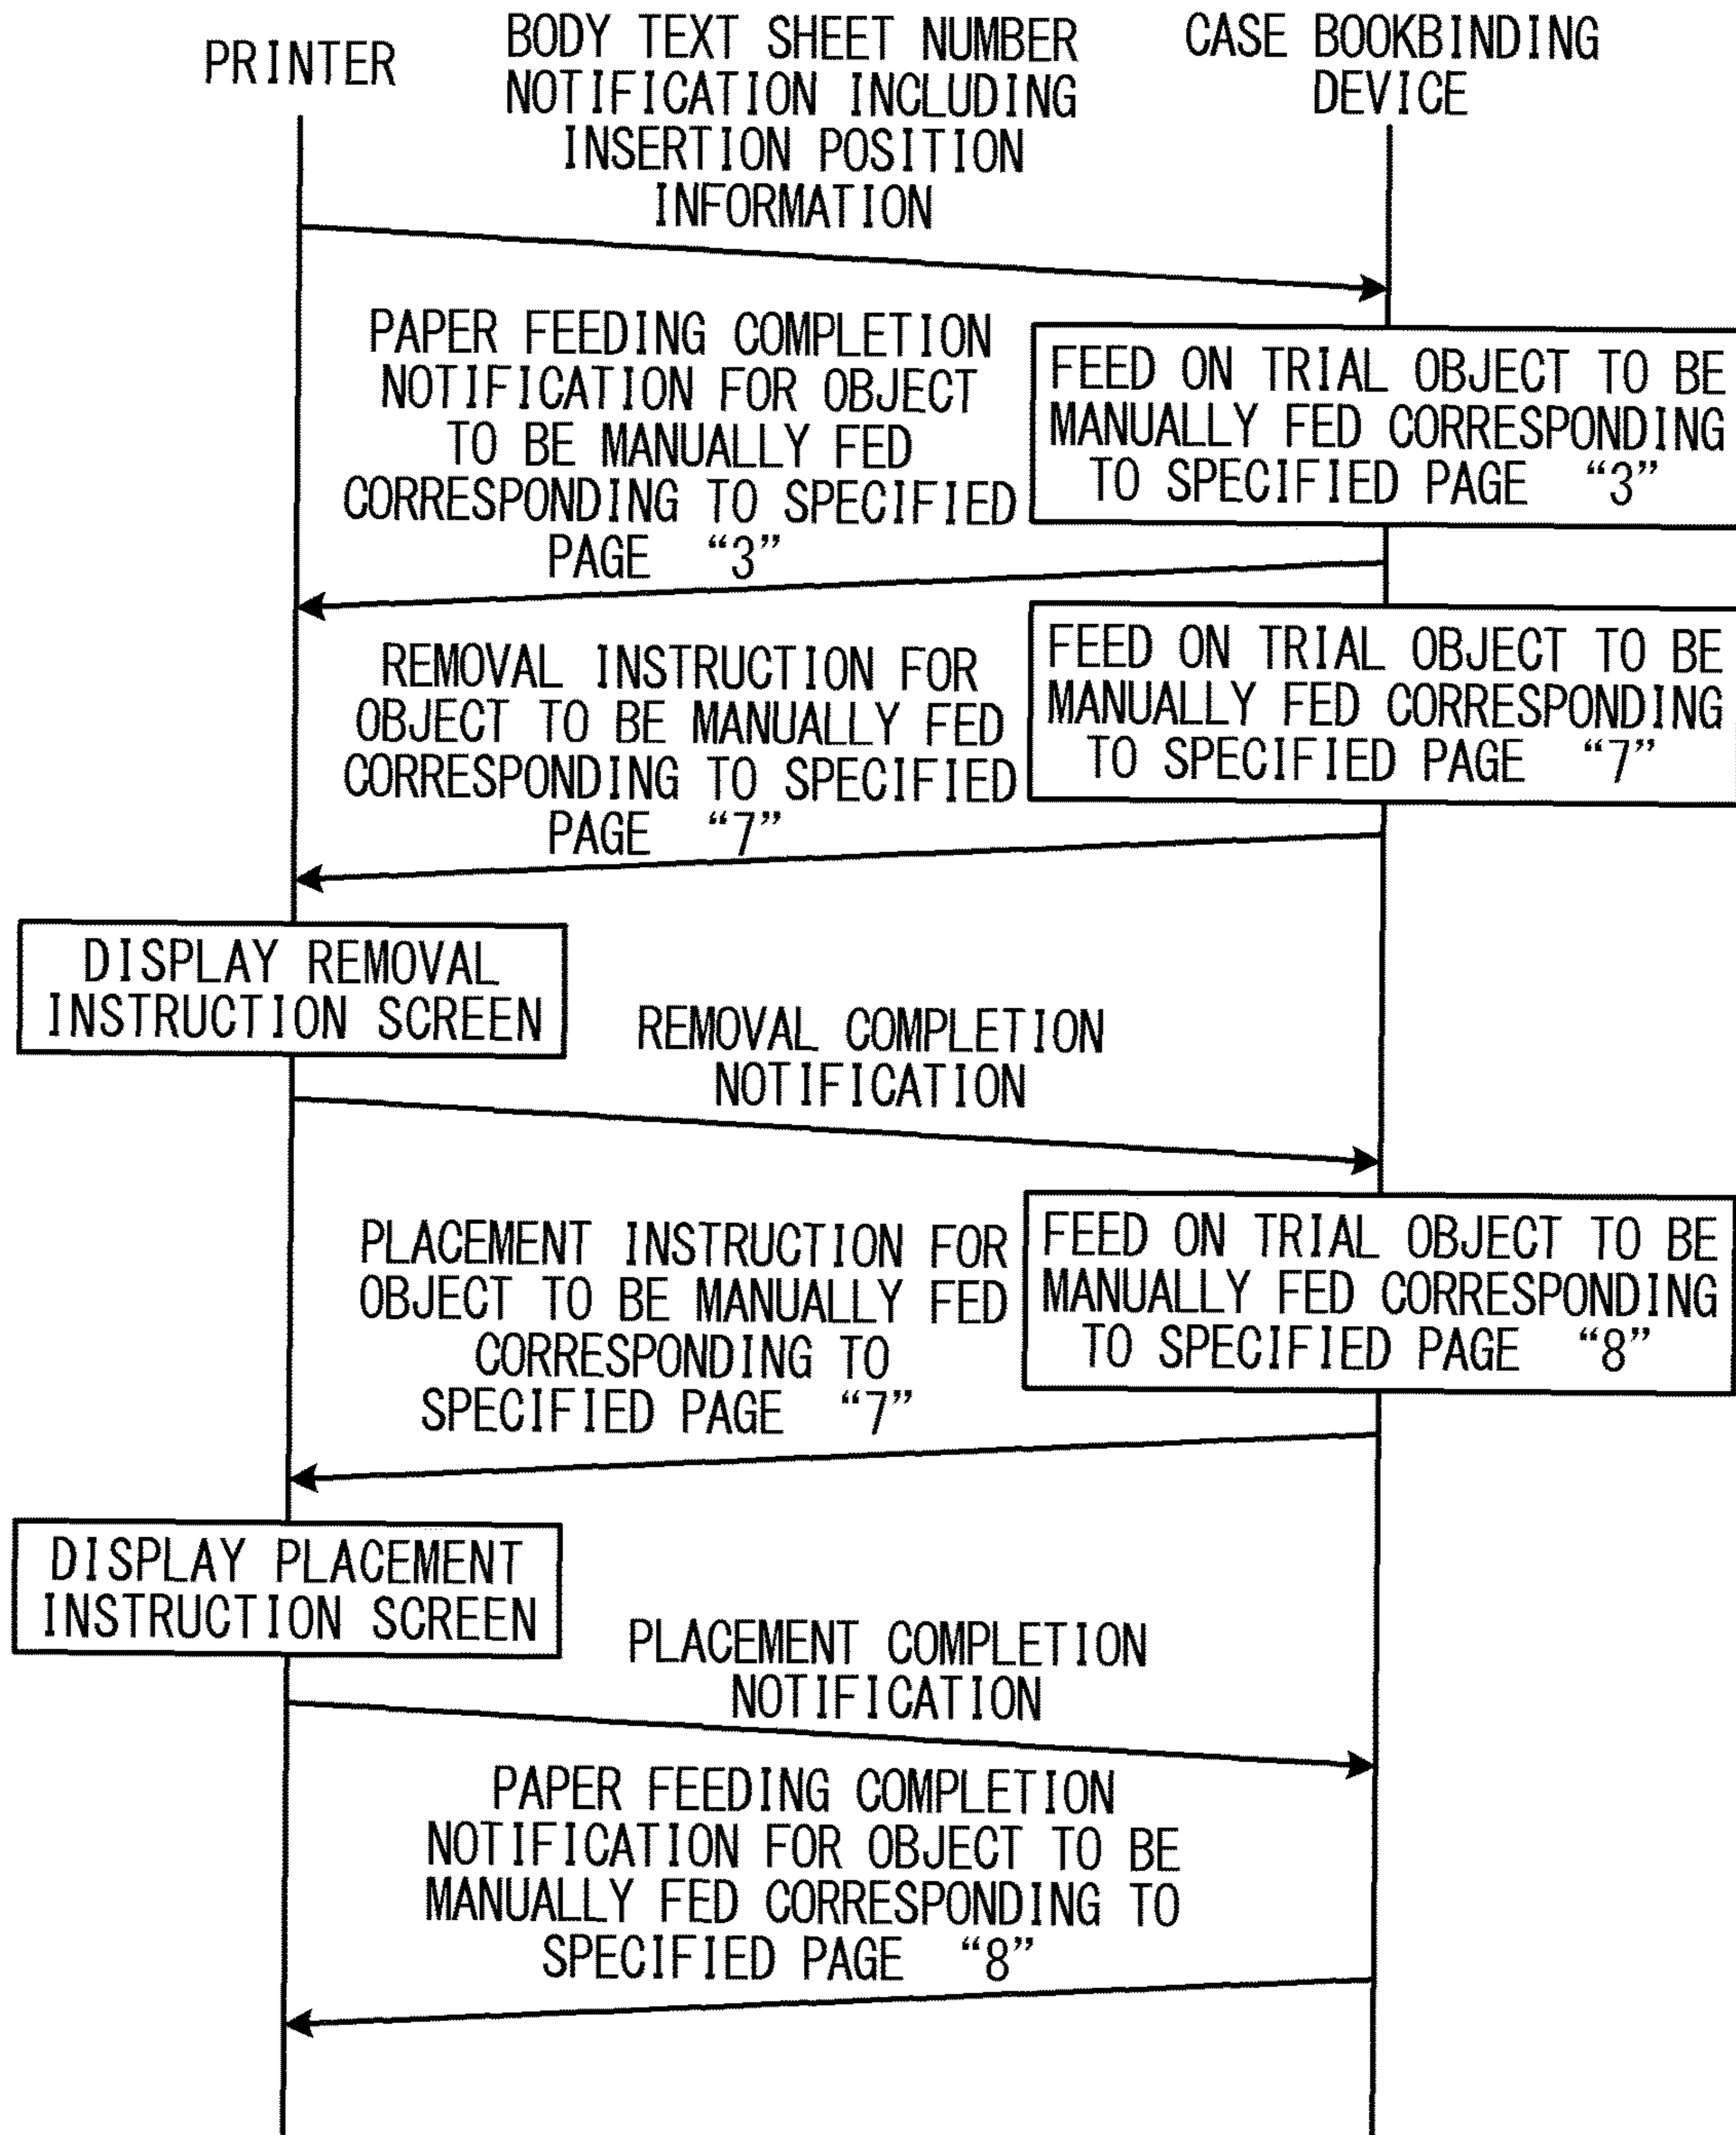 PRINTER
BODY TEXT SHEET NUMBER
NOTIFICATION INCLUDING
INSERTION POSITION
INFORMATION
CASE BOOKBINDING
DEVICE
PAPER FEEDING COMPLETION
NOTIFICATION FOR OBJECT
TO BE MANUALLY FED
CORRESPONDING TO SPECIFIED
PAGE “3”
FEED ON TRIAL OBJECT TO BE
MANUALLY FED CORRESPONDING
TO SPECIFIED PAGE “3”
REMOVAL INSTRUCTION FOR
OBJECT TO BE MANUALLY FED
CORRESPONDING TO SPECIFIED
PAGE “7”
FEED ON TRIAL OBJECT TO BE
MANUALLY FED CORRESPONDING
TO SPECIFIED PAGE “7”
DISPLAY REMOVAL
INSTRUCTION SCREEN
REMOVAL COMPLETION
NOTIFICATION
PLACEMENT INSTRUCTION FOR
OBJECT TO BE MANUALLY FED
CORRESPONDING TO
SPECIFIED PAGE “7”
FEED ON TRIAL OBJECT TO BE
MANUALLY FED CORRESPONDING
TO SPECIFIED PAGE “8”
DISPLAY PLACEMENT
INSTRUCTION SCREEN
PLACEMENT COMPLETION
NOTIFICATION
PAPER FEEDING COMPLETION
NOTIFICATION FOR OBJECT TO BE
MANUALLY FED CORRESPONDING TO
SPECIFIED PAGE “8”